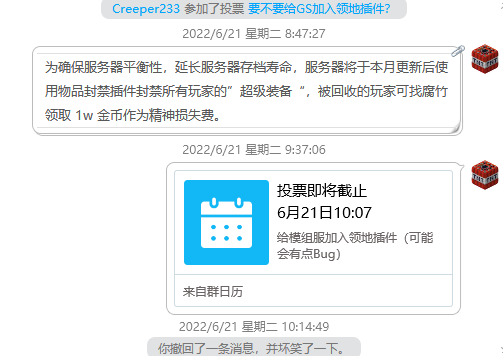 Creeper233 参加了投票 要不要给GS加入领地插件?
2022/6/21 星期二 8:47:27
为确保服务器平衡性，延长服务器存档寿命，服务器将于本月更新后使
用物品封禁插件封禁所有玩家的”超级装备“，被回收的玩家可找腐竹
领取 1w 金币作为精神损失费。
2022/6/21 星期二 9:37:06
投票即将截止
6月21日10:07
给模组服加入领地插件（可能
会有点Bug）
来自群日历
2022/6/21 星期二 10:14:49
你撤回了一条消息，并坏笑了一下。